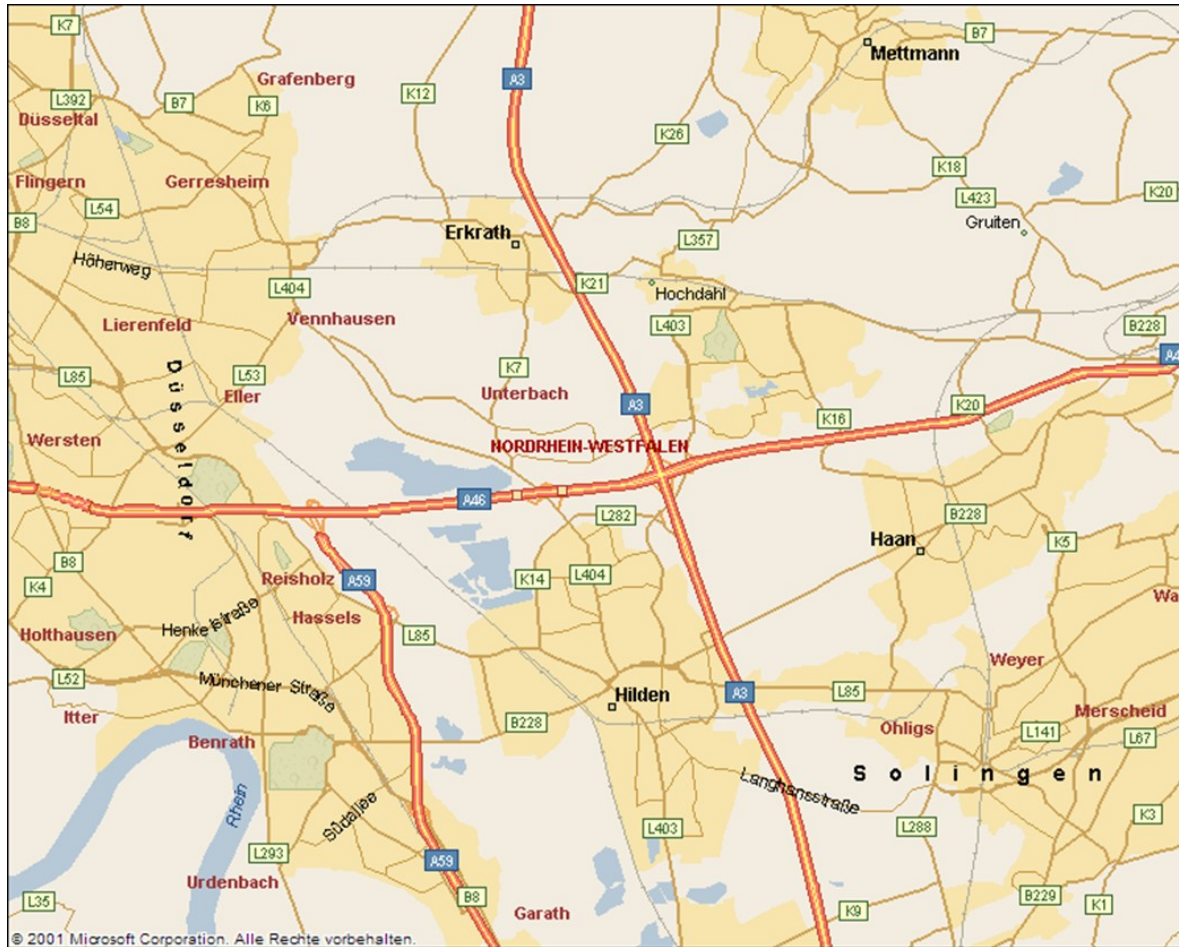 K7
A3
B7
Mettmann
Grafenberg
K12
L392
B7
K6
Düsseltal
K26
K18
Flingern
Gerresheim
L423
K20
L54
B8
Gruiten
Erkrath
L357
Höherweg
K21
L404
Hochdahl
Vennhausen
Lierenfeld
L403
B228
A4
Düsseldorf
L85
L53
K7
Eller
Unterbach
A3
K20
K16
Wersten
NORDRHEIN-WESTFALEN
A46
L282
B228
Haan
K5
B8
K4
Reisholz
A59
K14
L404
Wa
Hassels
Holthausen
Henkelstraße
L85
Weyer
L52
Münchener Straße
Hilden
A3
L85
Itter
B228
Ohligs
Merscheid
L141
L67
Benrath
Solingen
Langhansstraße
Rhein
Südallee
L403
L288
K3
L293
A59
Urdenbach
B8
B229
L35
Garath
K9
K1
© 2001 Microsoft Corporation. Alle Rechte vorbehalten.